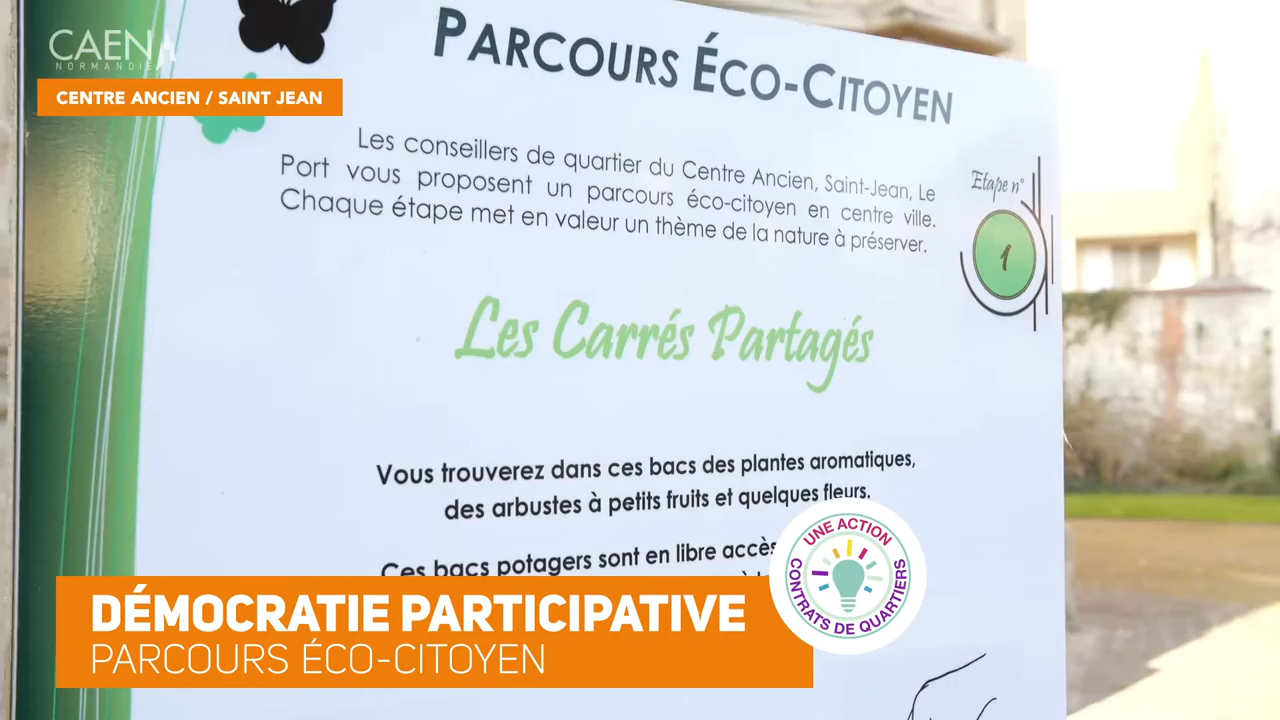 CAEN
NORMANDIE
CENTRE ANCIEN / SAINT JEAN
PARCOURS ÉCO-CITOYEN
Les conseillers de quartier du Centre Ancien, Saint-Jean, Le
Port vous proposent un parcours éco-citoyen en centre ville.
Chaque étape met en valeur un thème de la nature à préserver.
Etape n°
1
Les Carrés Partagés
Vous trouverez dans ces bacs des plantes aromatiques,
des arbustes à petits fruits et quelques fleurs.
Ces bacs potagers sont en libre accès
UNE ACTION
CONTRATS DE QUARTIERS
DÉMOCRATIE PARTICIPATIVE
PARCOURS ÉCO-CITOYEN